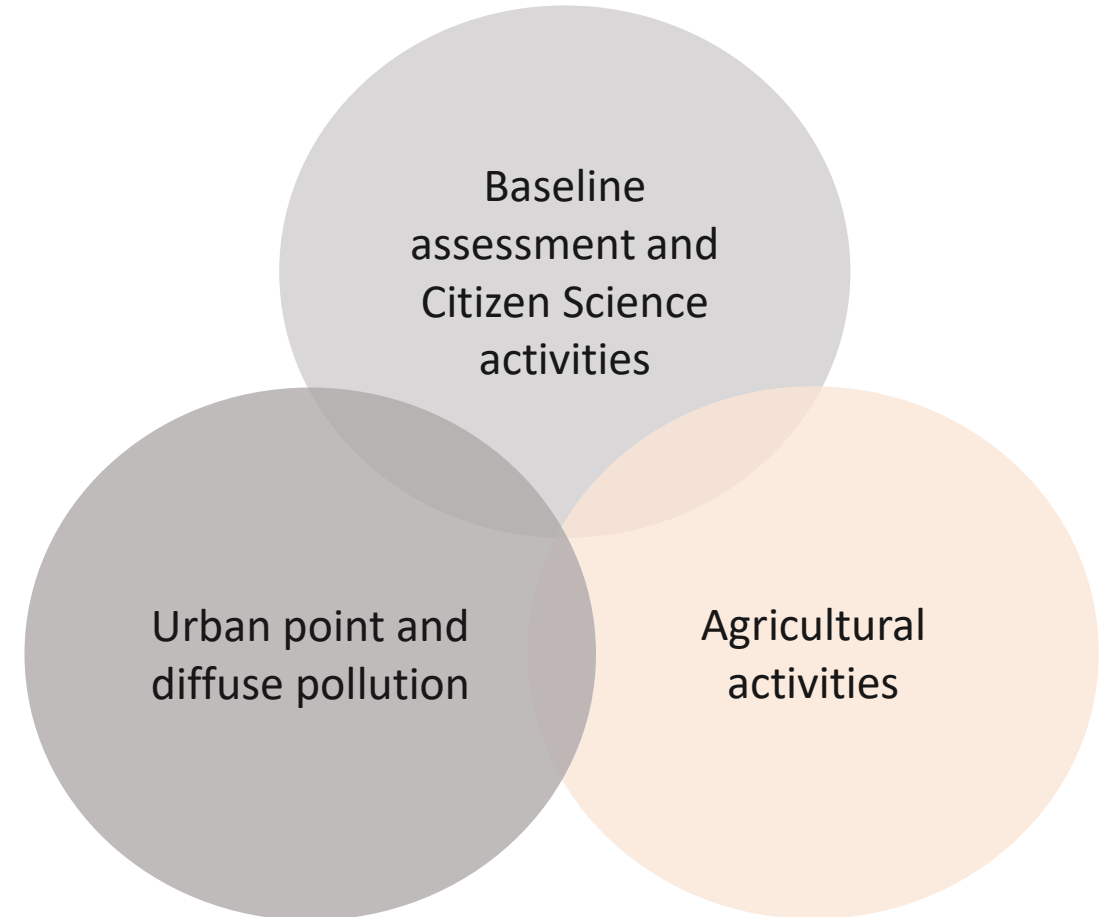 Baseline
assessment and
Citizen Science
activities
Urban point and
diffuse pollution
Agricultural
activities